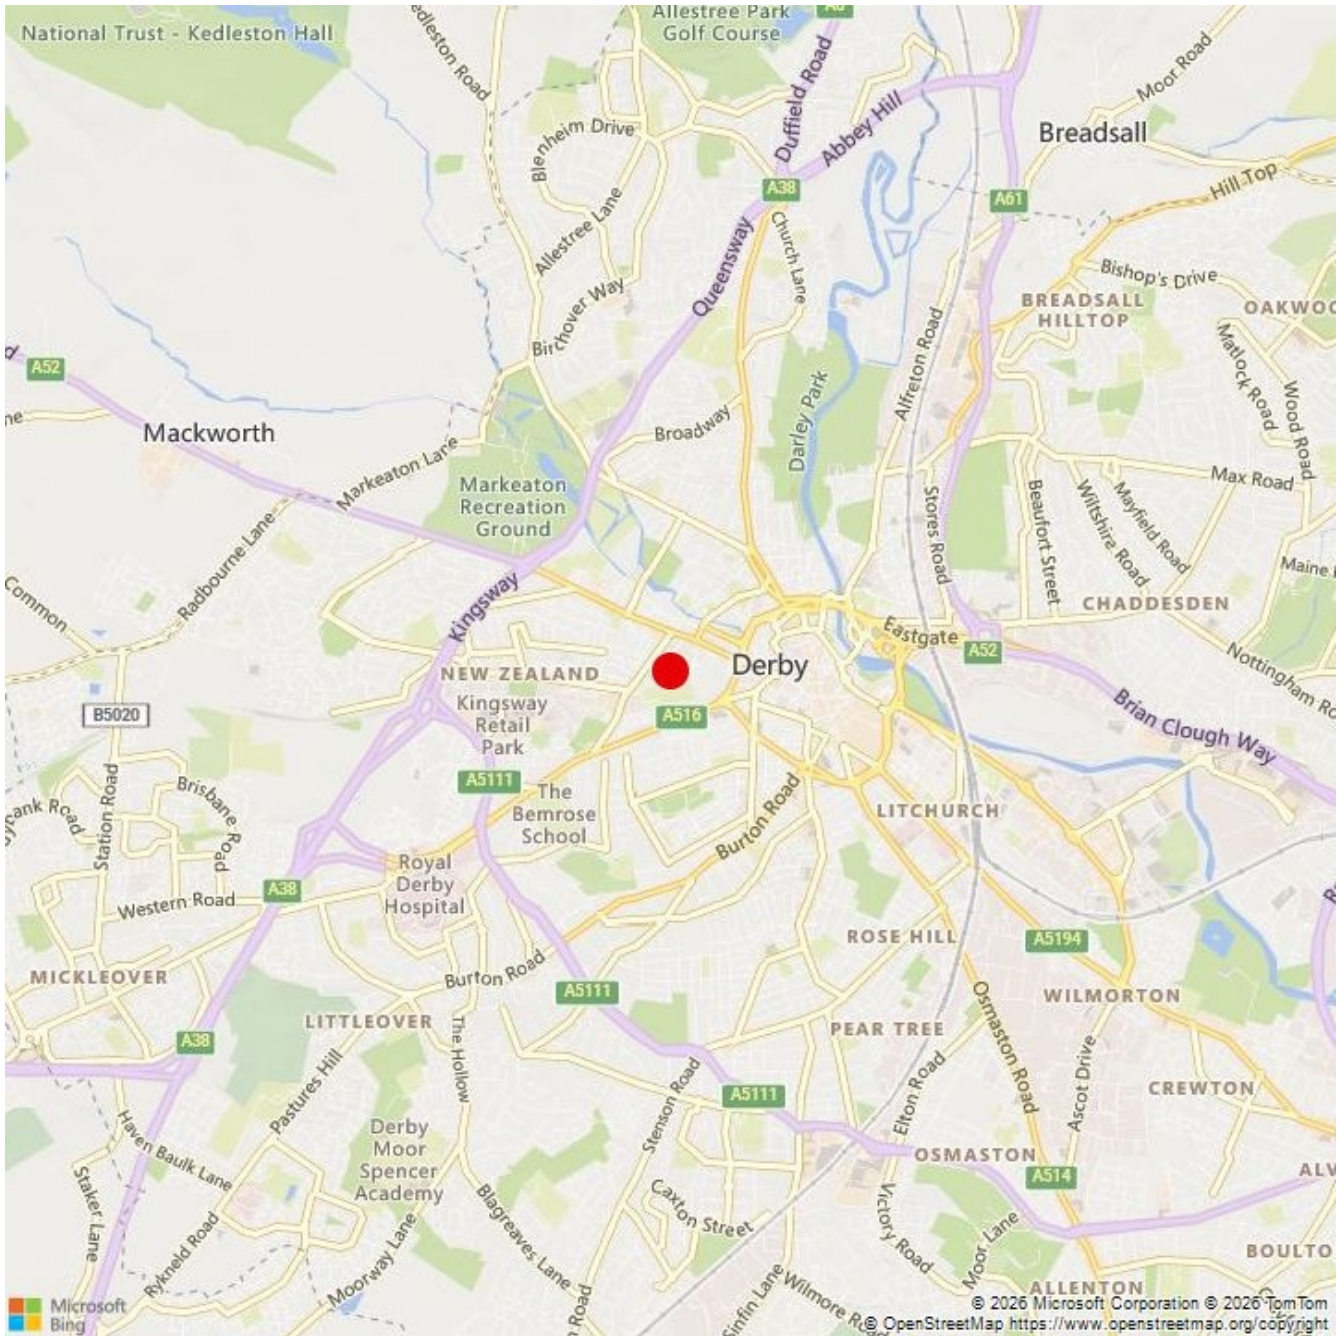 National Trust - Kedleston Hall
Kedleston Road
Allestree Park
Golf Course
Duffield Road
Abbey Hill
Moor Road
Breadsall
Blenheim Drive
A38
A61
Hill Top
Allestree Lane
Church Lane
Queensway
Bishop's Drive
BREADSALL
HILLTOP
OAKWOO
Birchover Way
Alfreton Road
Matlock Road
Wood Road
A52
Darley Park
Broadway
Mackworth
Markeaton Lane
Markeaton
Recreation
Ground
Max Road
Stores Road
Beaufort Street
Wiltshire Road
Mayfield Road
Radbourne Lane
Common
Kingsway
Maine
CHADDESDEN
Eastgate
A52
Nottingham Ro
NEW ZEALAND
Derby
Kingsway
Retail
Park
A516
B5020
Brian Clough Way
A5111
The
Bemrose
School
Station Road
Brisbane Road
Burton Road
LITCHURCH
Royal
Derby
Hospital
A38
Western Road
ROSE HILL
A5194
MICKLEOVER
Burton Road
A5111
WILMORTON
LITTLEOVER
A38
The Hollow
PEAR TREE
Osmaston Road
Pastures Hill
Stenson Road
A5111
Elton Road
Ascot Drive
CREWTON
Haven Baulk Lane
Derby
Moor
Spencer
Academy
OSMASTON
A514
ALV
Staker Lane
Caxton Street
Blagreaves Lane
Victory Road
Moor Lane
Rykneld Road
Moorway Lane
BOULTO
Sinfin Lane
Wilmore Road
ALLENTON
Road
Microsoft
Bing
© 2026 Microsoft Corporation © 2026 TomTom
© OpenStreetMap https://www.openstreetmap.org/copyright